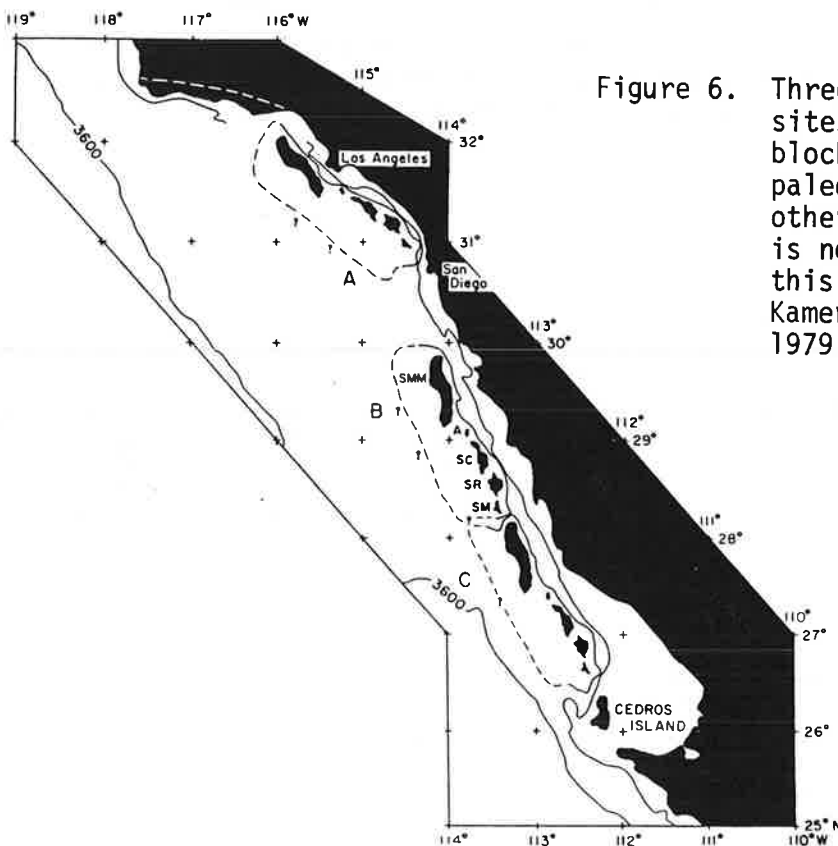 119° 118° 117° 116°W
115°
114°
32°
3600
Los Angeles
31°
San
Diego
A
113°
30°
SMM
B
112°
29°
A
SC
SR
SM
111°
28°
C
3600
110°
27°
CEDROS
ISLAND
26°
25° N
114° 113° 112° 111° 110°W
? ? ? ? ? ?
Figure 6. Three
site
block
paleo
other
is no
this
Kamer
1979